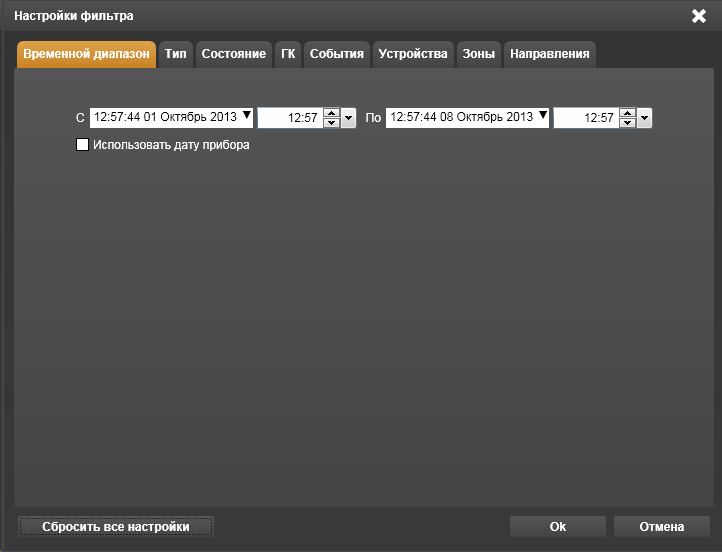 Настройки фильтра
Временной диапазон Тип Состояние ГК События Устройства Зоны Направления
С 12:57:44 01 Октябрь 2013 12:57 По 12:57:44 08 Октябрь 2013 12:57
Использовать дату прибора
Сбросить все настройки Ok Отмена